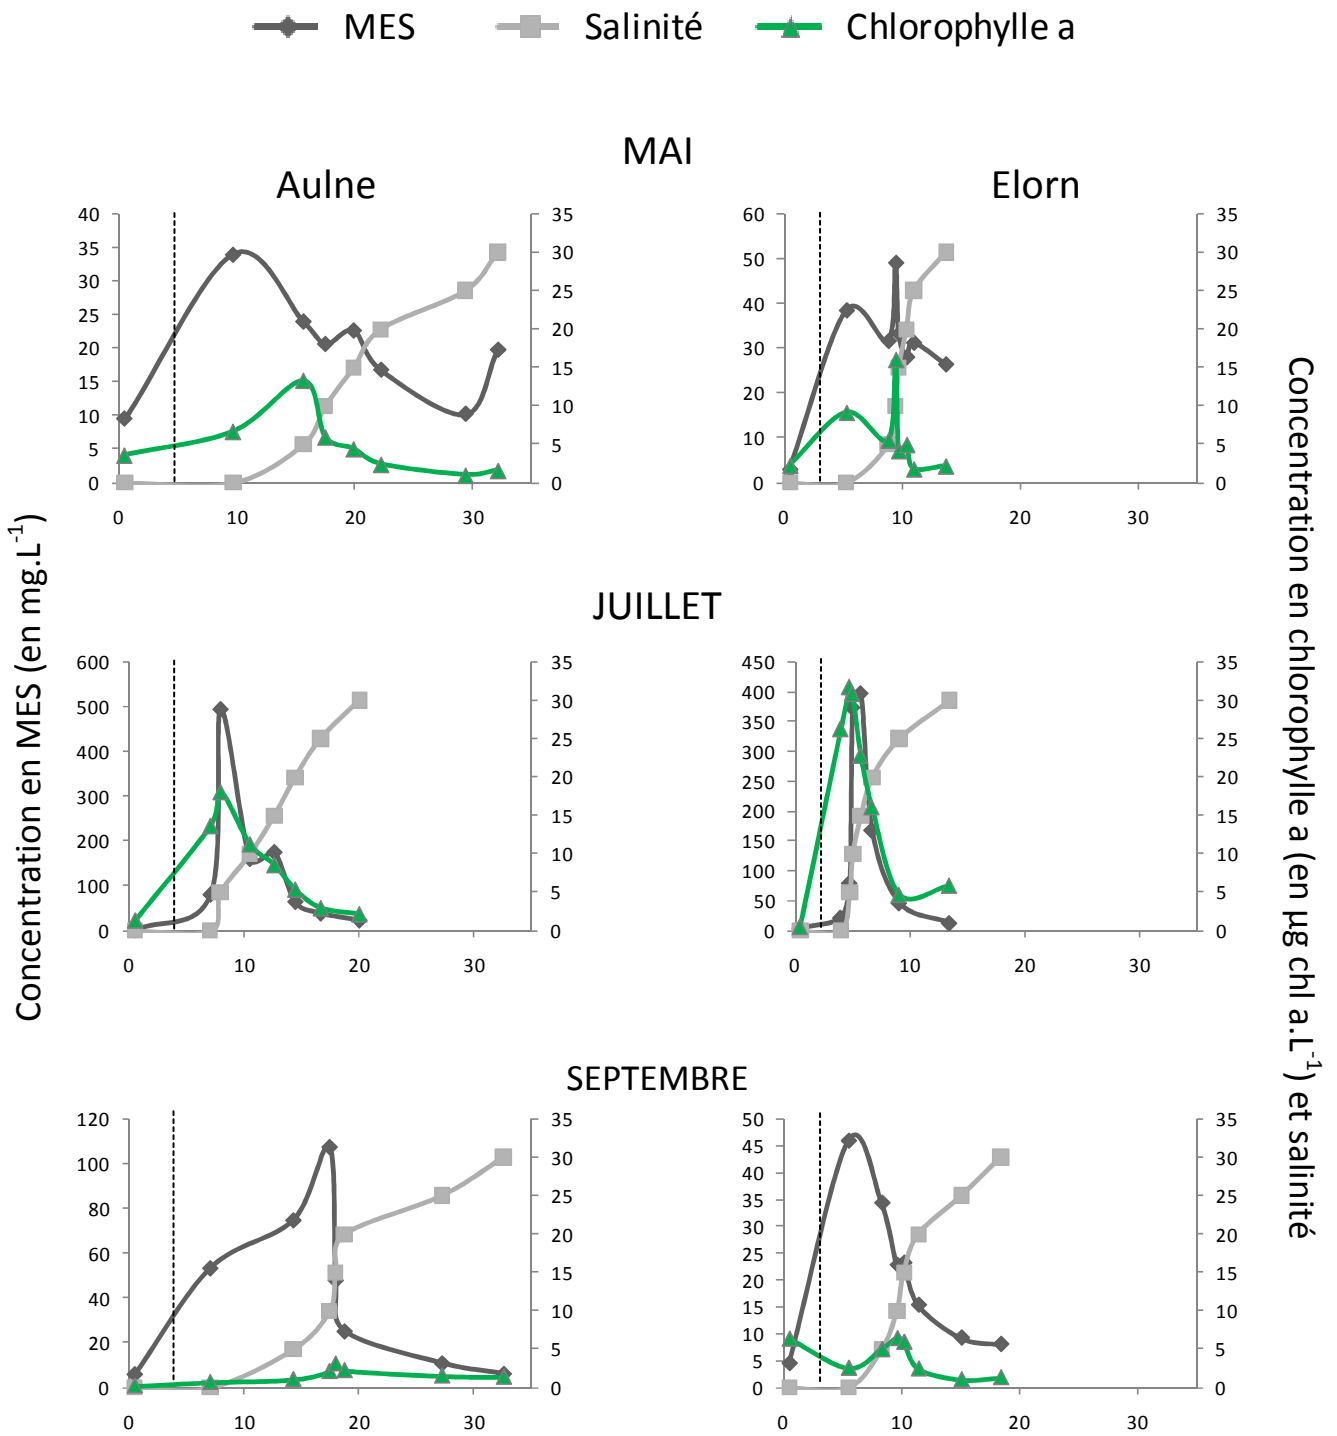 MES Salinité Chlorophylle a
MAI
Aulne Elorn
40 35 30 25 20 15 10 5 0
35 30 25 20 15 10 5 0
0 10 20 30
60 50 40 30 20 10 0
35 30 25 20 15 10 5 0
0 10 20 30
JUILLET
600 500 400 300 200 100 0
35 30 25 20 15 10 5 0
0 10 20 30
450 400 350 300 250 200 150 100 50 0
35 30 25 20 15 10 5 0
0 10 20 30
SEPTEMBRE
120 100 80 60 40 20 0
35 30 25 20 15 10 5 0
0 10 20 30
50 45 40 35 30 25 20 15 10 5 0
35 30 25 20 15 10 5 0
0 10 20 30
Concentration en MES (en mg.L⁻¹)
Concentration en chlorophylle a (en µg chl a.L⁻¹) et salinité